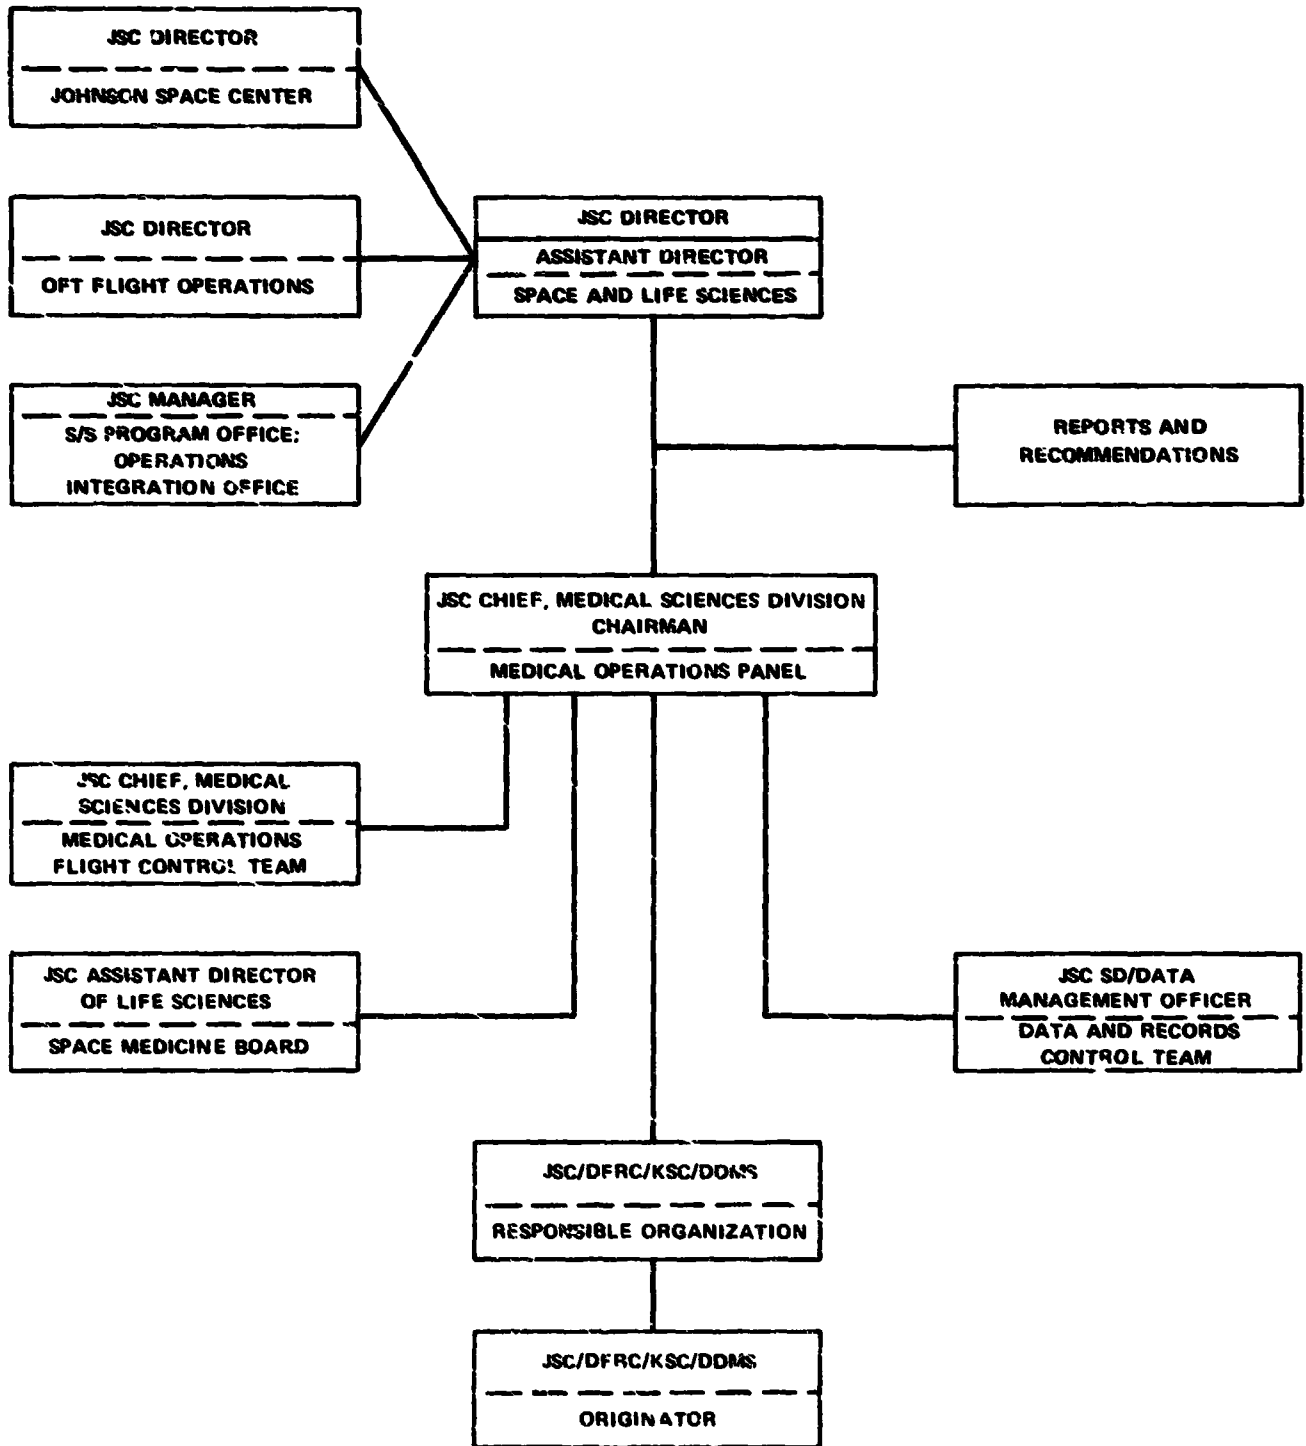 JSC DIRECTOR
JOHNSON SPACE CENTER
JSC DIRECTOR
OFT FLIGHT OPERATIONS
JSC DIRECTOR
ASSISTANT DIRECTOR
SPACE AND LIFE SCIENCES
JSC MANAGER
S/S PROGRAM OFFICE:
OPERATIONS
INTEGRATION OFFICE
REPORTS AND
RECOMMENDATIONS
JSC CHIEF, MEDICAL SCIENCES DIVISION
CHAIRMAN
MEDICAL OPERATIONS PANEL
JSC CHIEF, MEDICAL
SCIENCES DIVISION
MEDICAL OPERATIONS
FLIGHT CONTROL TEAM
JSC ASSISTANT DIRECTOR
OF LIFE SCIENCES
SPACE MEDICINE BOARD
JSC SD/DATA
MANAGEMENT OFFICER
DATA AND RECORDS
CONTROL TEAM
JSC/DFRC/KSC/DDMS
RESPONSIBLE ORGANIZATION
JSC/DFRC/KSC/DDMS
ORIGINATOR